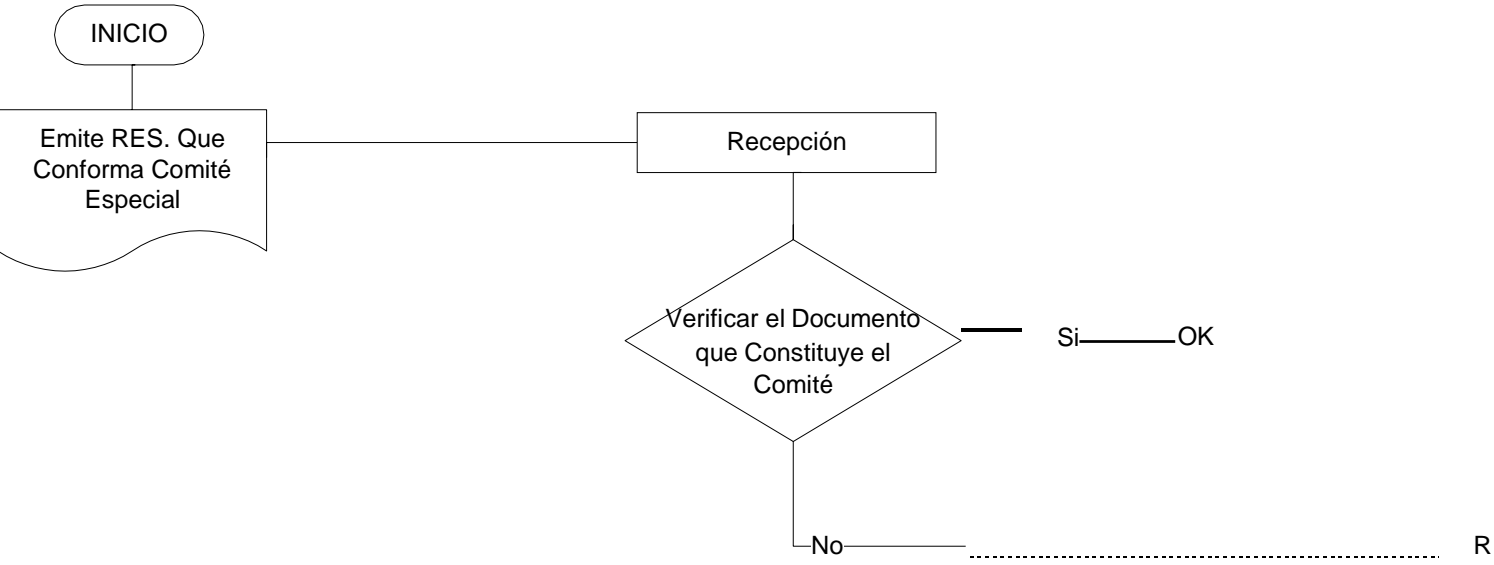 INICIO
Emite RES. Que
Conforma Comité
Especial
Recepción
Verificar el Documento
que Constituye el
Comité
Si
OK
No
R